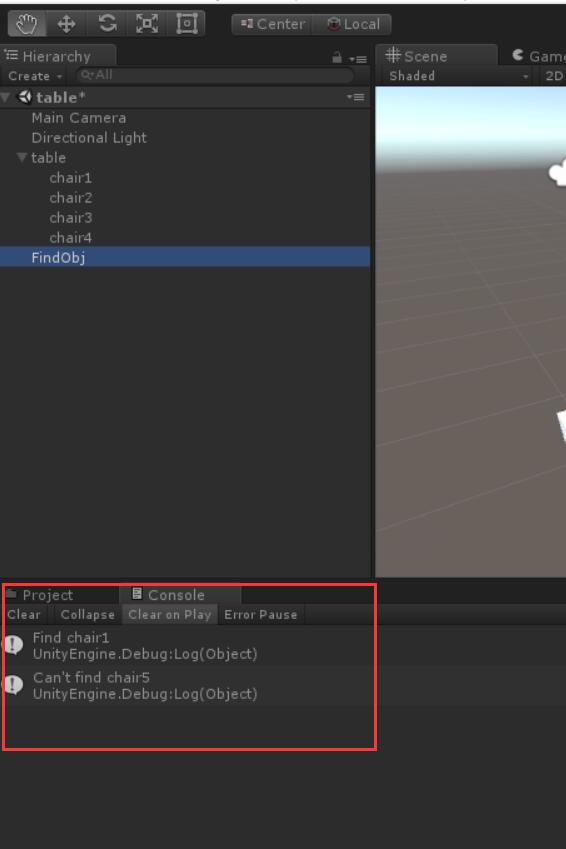 Center Local
Hierarchy
Scene
Create
All
Shaded
2D
table*
Main Camera
Directional Light
table
chair1
chair2
chair3
chair4
FindObj
Project
Console
Clear Collapse Clear on Play Error Pause
Find chair1
UnityEngine.Debug:Log(Object)
Can't find chair5
UnityEngine.Debug:Log(Object)